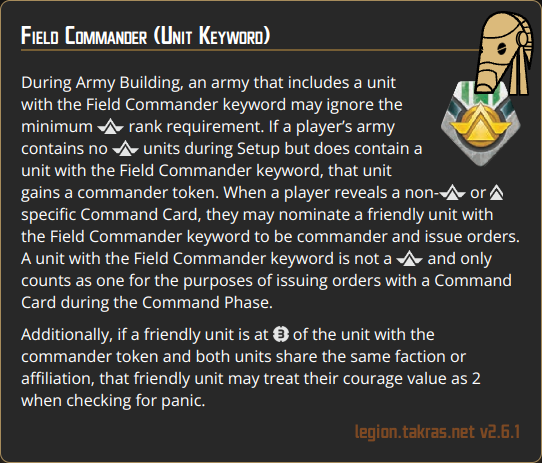 Field Commander (Unit Keyword)
During Army Building, an army that includes a unit
with the Field Commander keyword may ignore the
minimum rank requirement. If a player's army
contains no units during Setup but does contain a
unit with the Field Commander keyword, that unit
gains a commander token. When a player reveals a non- or
specific Command Card, they may nominate a friendly unit with
the Field Commander keyword to be commander and issue orders.
A unit with the Field Commander keyword is not a and only
counts as one for the purposes of issuing orders with a Command
Card during the Command Phase.
Additionally, if a friendly unit is at 3 of the unit with the
commander token and both units share the same faction or
affiliation, that friendly unit may treat their courage value as 2
when checking for panic.
legion.takras.net v2.6.1